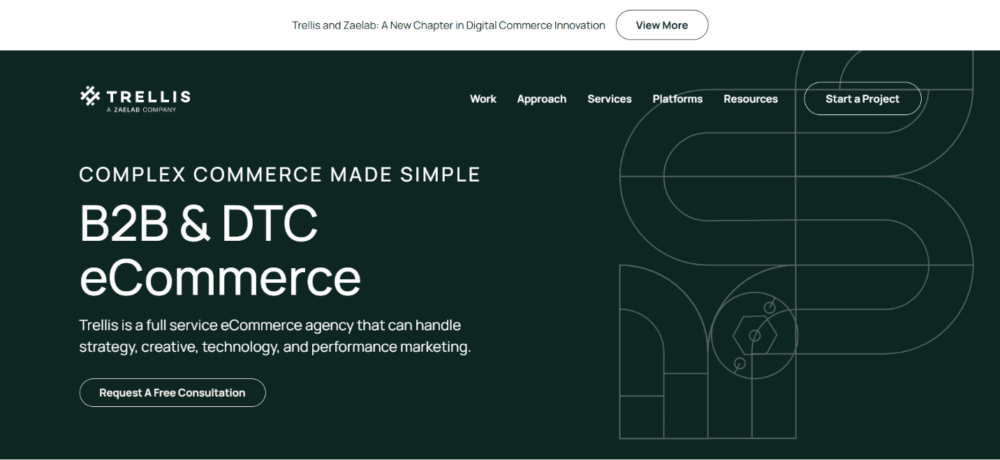 Trellis and Zaelab: A New Chapter in Digital Commerce Innovation
View More
TRELLIS
A ZAELAB COMPANY
Work
Approach
Services
Platforms
Resources
Start a Project
COMPLEX COMMERCE MADE SIMPLE
B2B & DTC
eCommerce
Trellis is a full service eCommerce agency that can handle
strategy, creative, technology, and performance marketing.
Request A Free Consultation